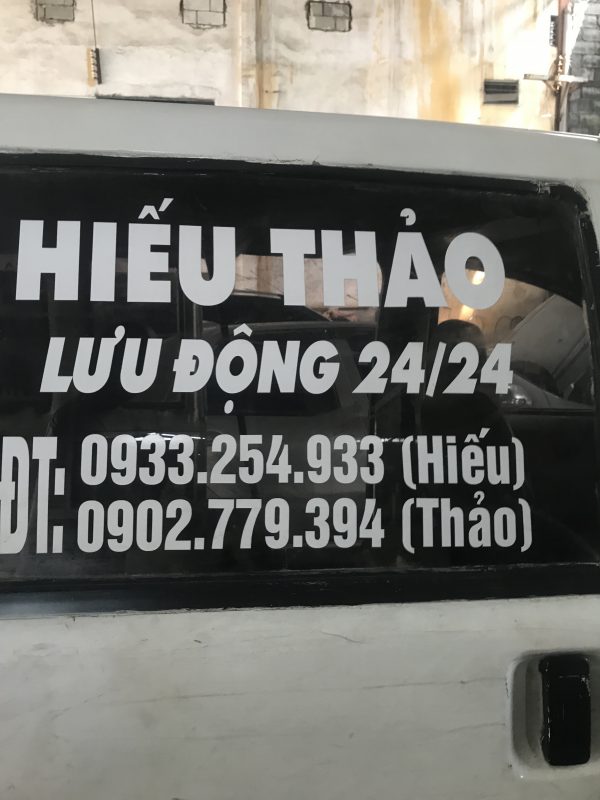 HIẾU THẢO
LƯU ĐỘNG 24/24
ĐT: 0933.254.933 (Hiếu)
0902.779.394 (Thảo)